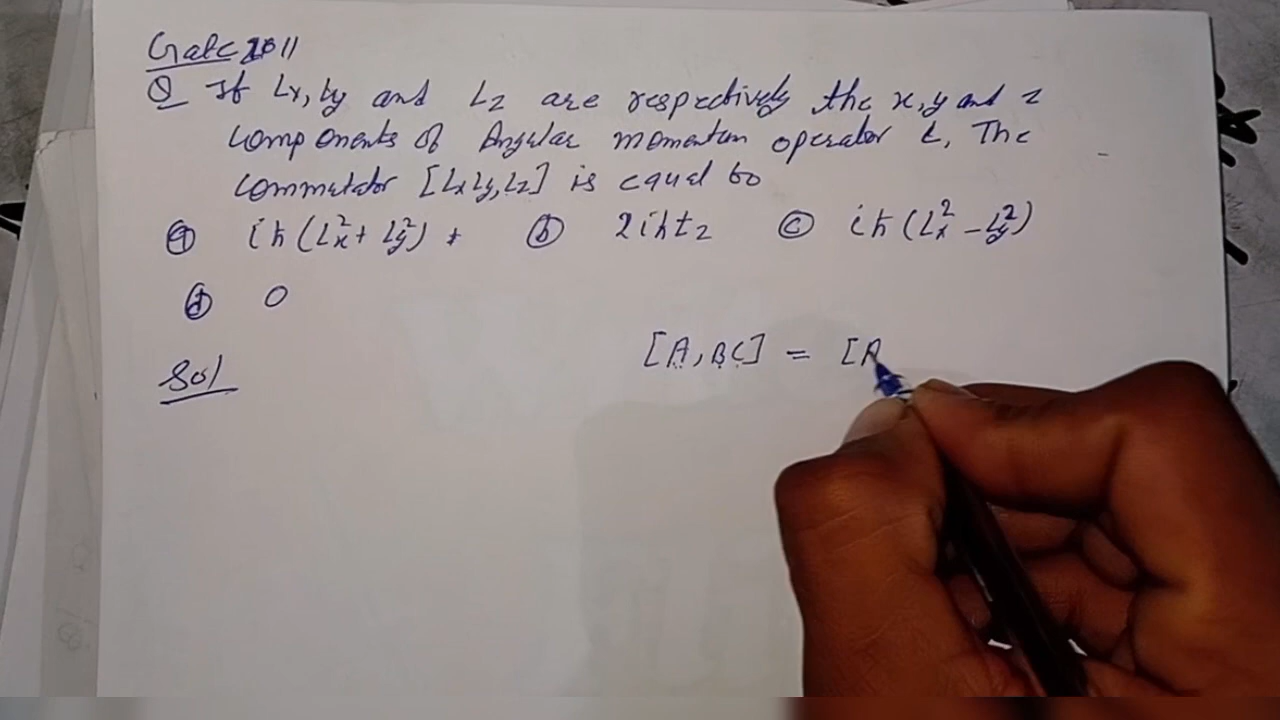 Gate 2011
Q If Lx, Ly and Lz are respectively the x, y and z
components of Angular momentum operator L, The
commutator [LxLy, Lz] is equal to
(a) iħ(Lx² + Ly²) (b) 2iħLz (c) iħ(Lx² - Ly²)
(d) 0
[A, BC] = [A
Sol